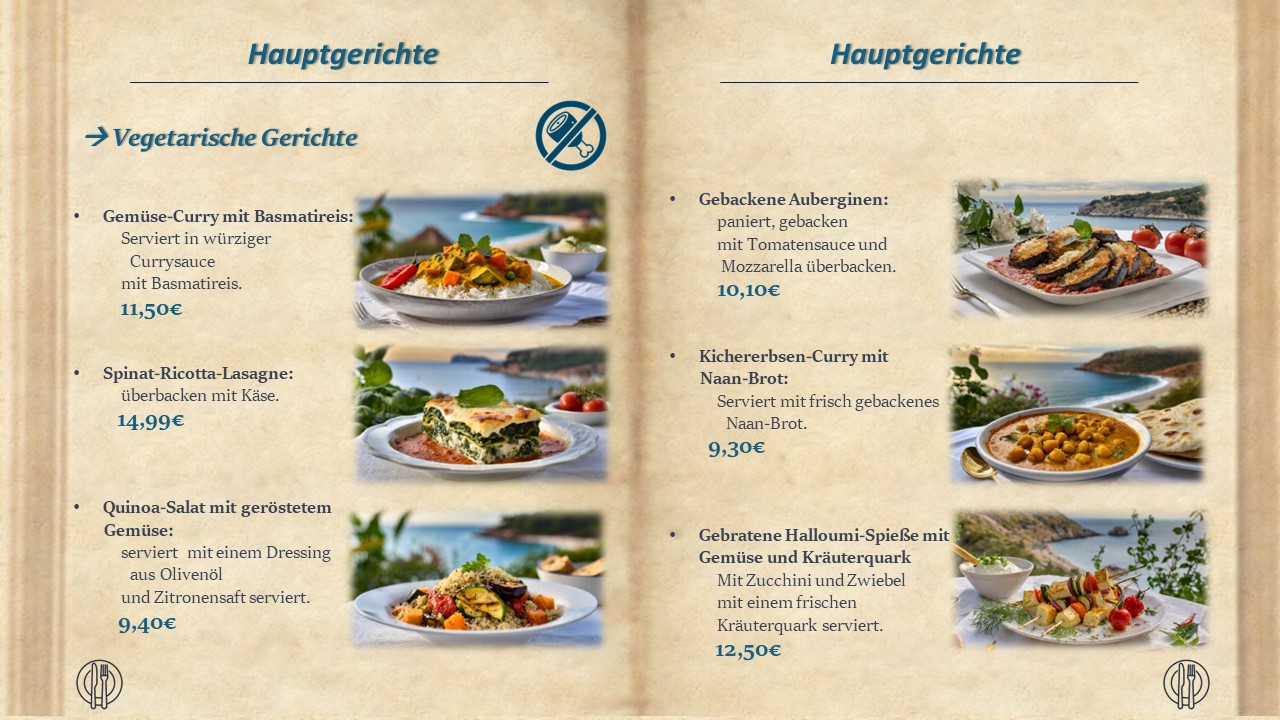 Hauptgerichte
→ Vegetarische Gerichte
• Gemüse-Curry mit Basmatireis:
Serviert in würziger
Currysauce
mit Basmatireis.
11,50€
• Spinat-Ricotta-Lasagne:
überbacken mit Käse.
14,99€
• Quinoa-Salat mit geröstetem
Gemüse:
serviert mit einem Dressing
aus Olivenöl
und Zitronensaft serviert.
9,40€
Hauptgerichte
• Gebackene Auberginen:
paniert, gebacken
mit Tomatensauce und
Mozzarella überbacken.
10,10€
• Kichererbsen-Curry mit
Naan-Brot:
Serviert mit frisch gebackenes
Naan-Brot.
9,30€
• Gebratene Halloumi-Spieße mit
Gemüse und Kräuterquark
Mit Zucchini und Zwiebel
mit einem frischen
Kräuterquark serviert.
12,50€